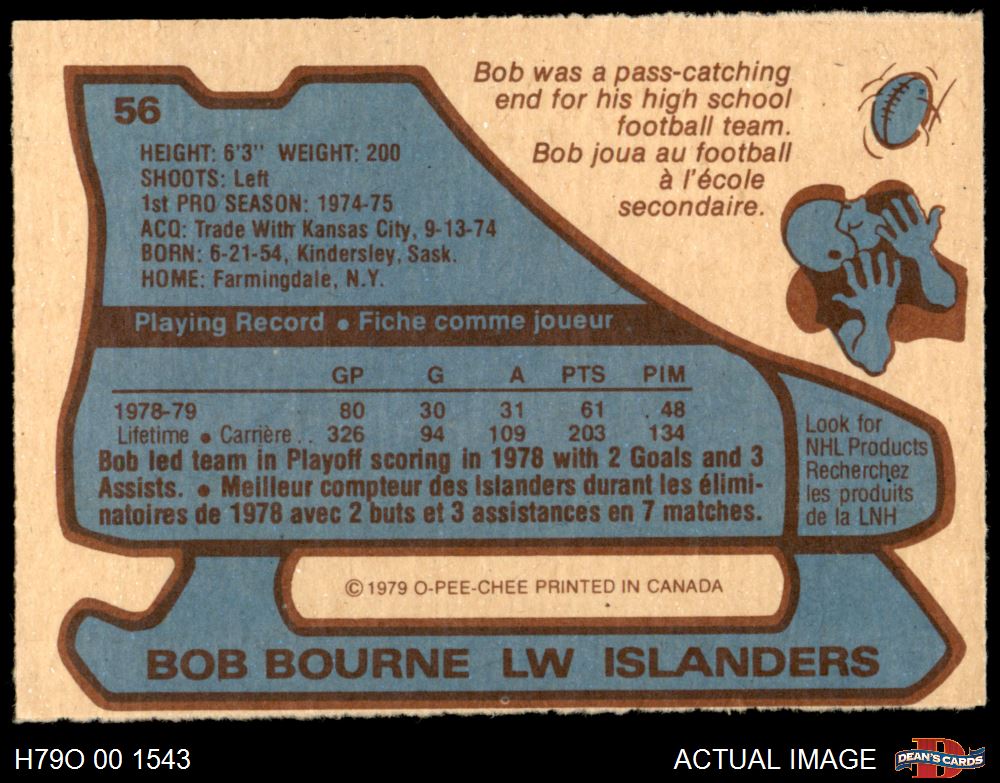 56
HEIGHT: 6'3" WEIGHT: 200
SHOOTS: Left
1st PRO SEASON: 1974-75
ACQ: Trade With Kansas City, 9-13-74
BORN: 6-21-54, Kindersley, Sask.
HOME: Farmingdale, N.Y.
Bob was a pass-catching
end for his high school
football team.
Bob joua au football
à l'école
secondaire.
Playing Record • Fiche comme joueur
GP G A PTS PIM
1978-79 80 30 31 61 48
Lifetime • Carrière .. 326 94 109 203 134
Bob led team in Playoff scoring in 1978 with 2 Goals and 3
Assists. • Meilleur compteur des Islanders durant les élimi-
natoires de 1978 avec 2 buts et 3 assistances en 7 matches.
Look for
NHL Products
Recherchez
les produits
de la LNH
© 1979 O-PEE-CHEE PRINTED IN CANADA
BOB BOURNE LW ISLANDERS
H79O 00 1543
ACTUAL IMAGE
D
DEAN'S CARDS